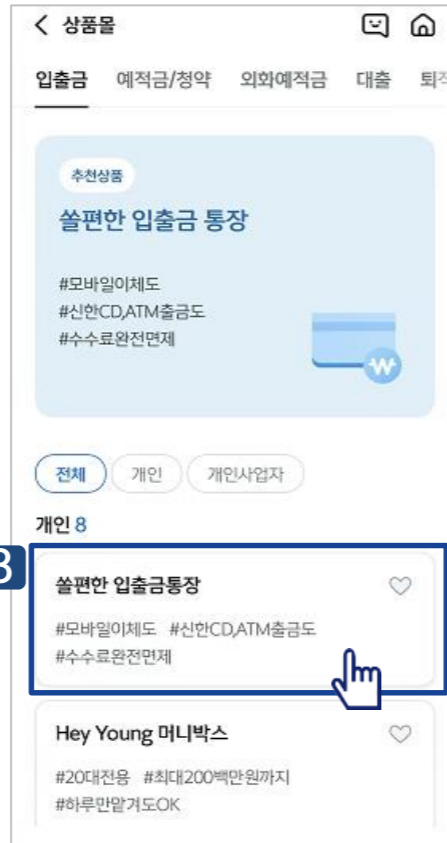 상품몰
입출금 예적금/청약 외화예적금 대출
추천상품
쏠편한 입출금 통장
#모바일이체도
#신한CD,ATM출금도
#수수료완전면제
전체 개인 개인사업자
개인 8
쏠편한 입출금통장
#모바일이체도 #신한CD,ATM출금도
#수수료완전면제
Hey Young 머니박스
#20대전용 #최대200백만원까지
#하루만맡겨도OK